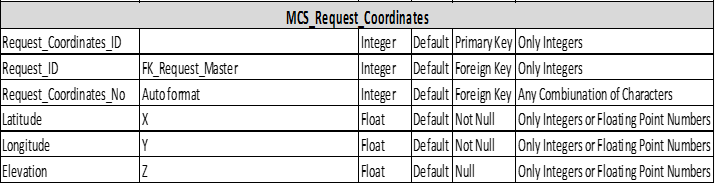 MCS_Request_Coordinates
Request_Coordinates_ID Integer Default Primary Key Only Integers
Request_ID FK_Request_Master Integer Default Foreign Key Only Integers
Request_Coordinates_No Auto format Integer Default Foreign Key Any Combiunation of Characters
Latitude X Float Default Not Null Only Integers or Floating Point Numbers
Longitude Y Float Default Not Null Only Integers or Floating Point Numbers
Elevation Z Float Default Null Only Integers or Floating Point Numbers